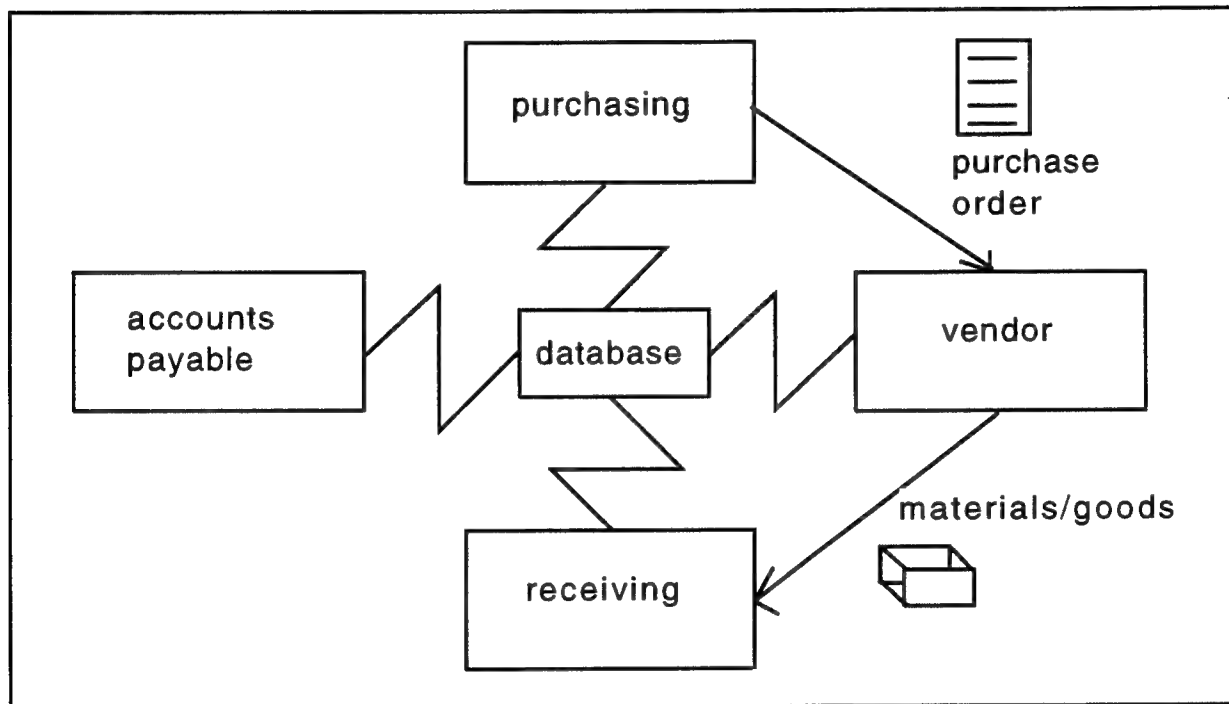 purchasing
purchase
order
accounts
payable
database
vendor
materials/goods
receiving